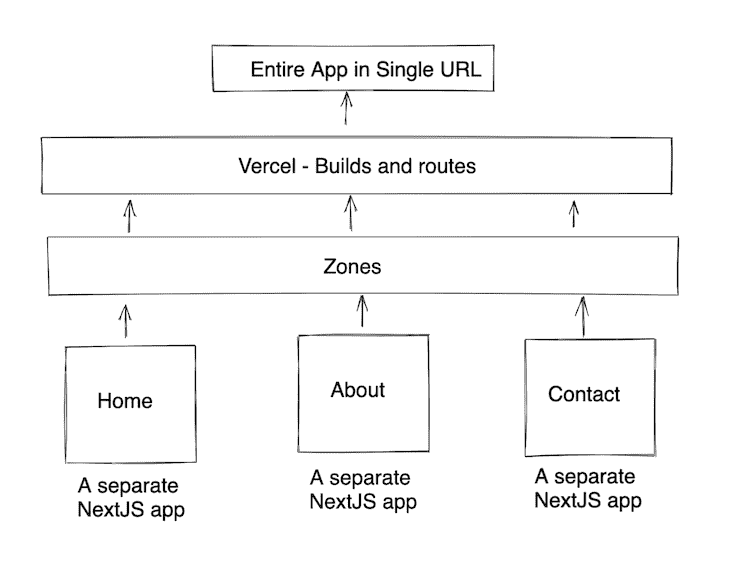 Entire App in Single URL
Vercel - Builds and routes
Zones
Home
About
Contact
A separate
NextJS app
A separate
NextJS app
A separate
NextJS app